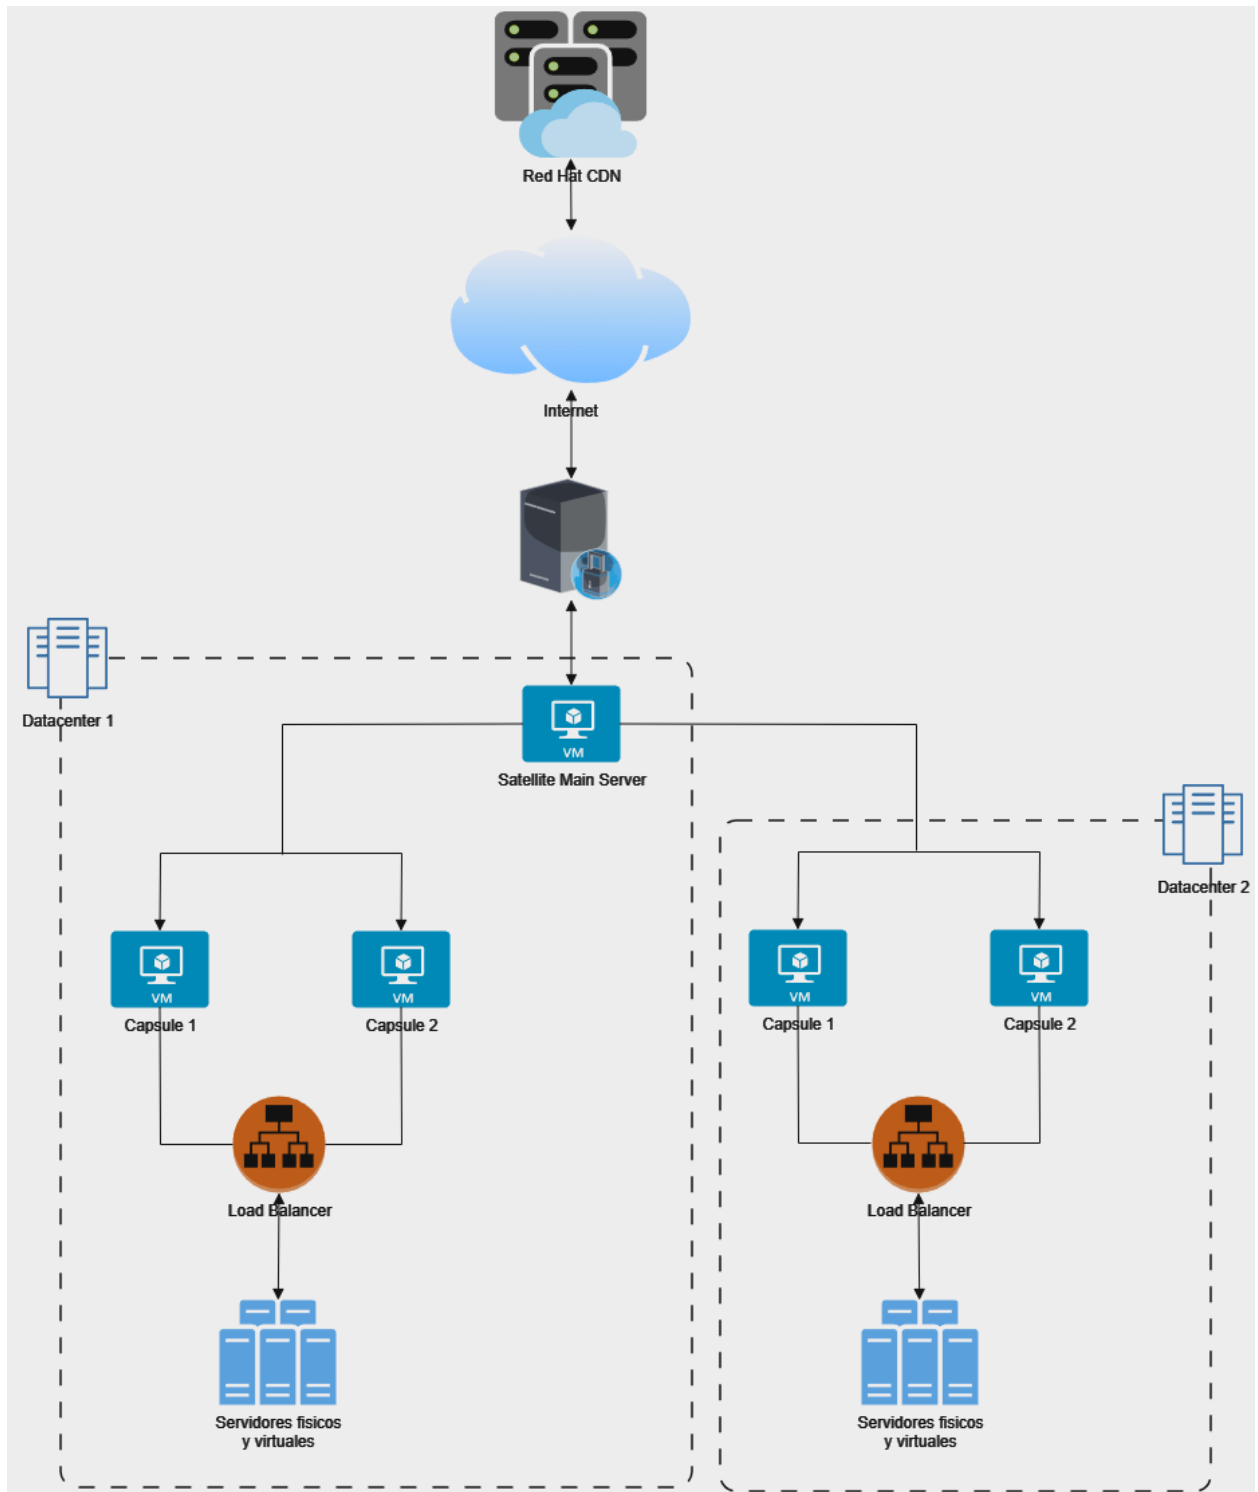 Red Hat CDN
Internet
Datacenter 1
VM
Satellite Main Server
Datacenter 2
VM
Capsule 1
VM
Capsule 2
VM
Capsule 1
VM
Capsule 2
Load Balancer
Load Balancer
Servidores fisicos
y virtuales
Servidores fisicos
y virtuales